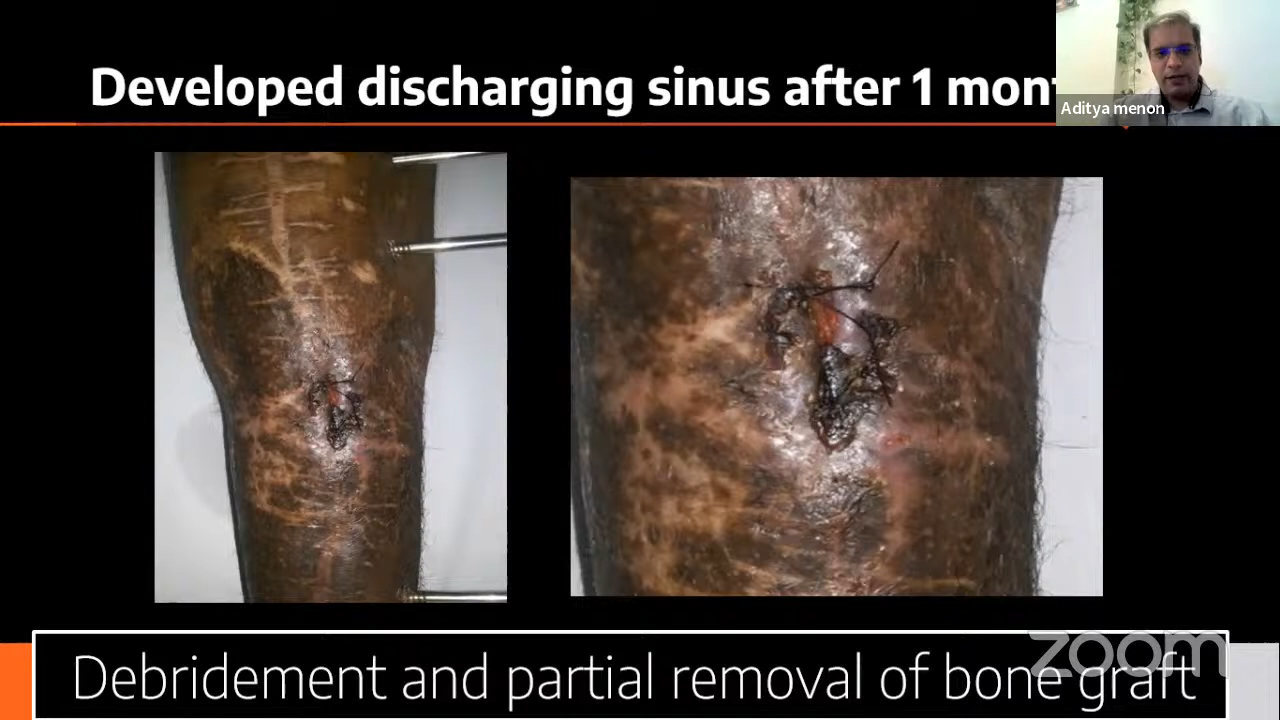 Developed discharging sinus after 1 mon
Aditya menon
Debridement and partial removal of bone graft
zoom